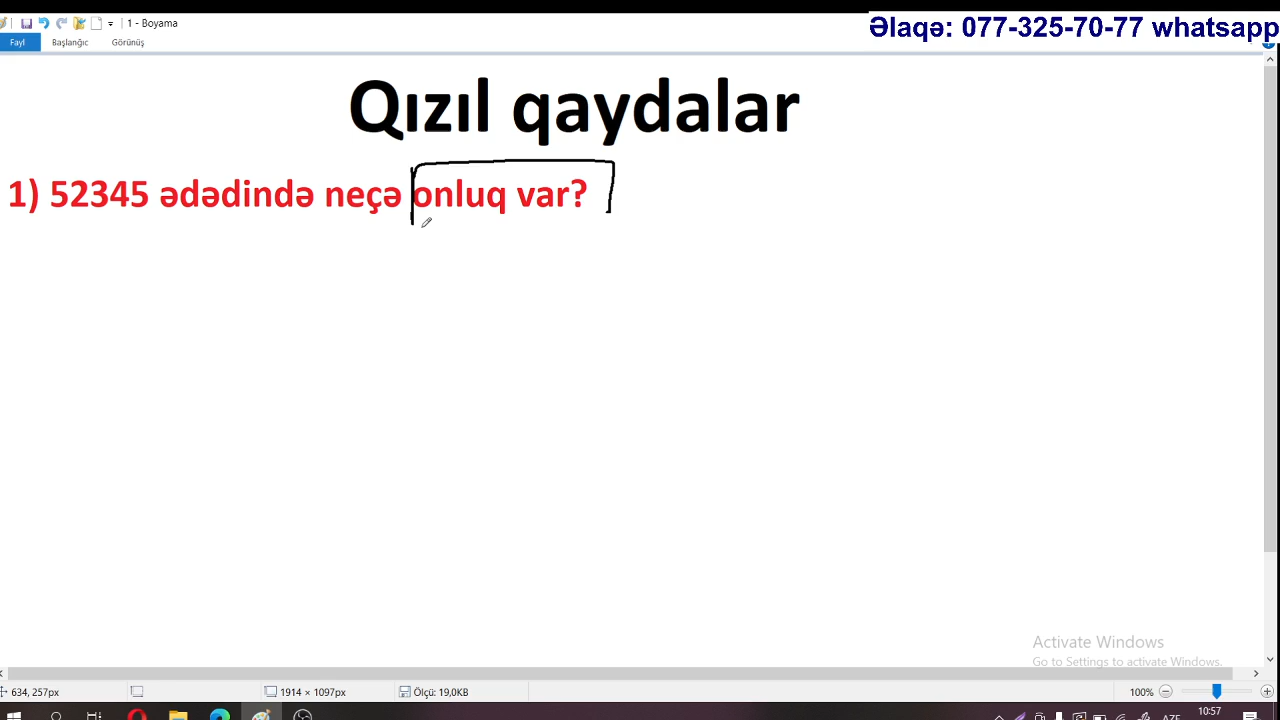 1 - Boyama
Əlaqə: 077-325-70-77 whatsapp
Fayl Başlanğıc Görünüş
Qızıl qaydalar
1) 52345 ədədində neçə onluq var?
Activate Windows
Go to Settings to activate Windows.
634, 257px 1914 × 1097px Ölçü: 19,0KB 100%
AZE 10:57